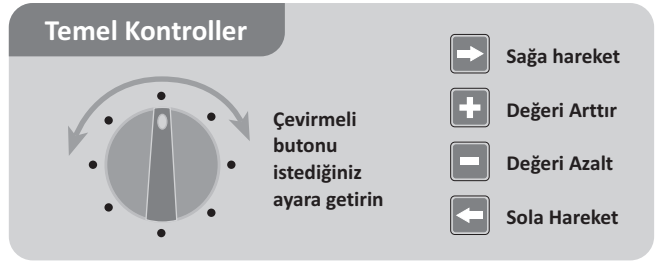 Temel Kontroller
Çevirmeli
butonu
istediğiniz
ayara getirin
Sağa hareket
Değeri Arttır
Değeri Azalt
Sola Hareket